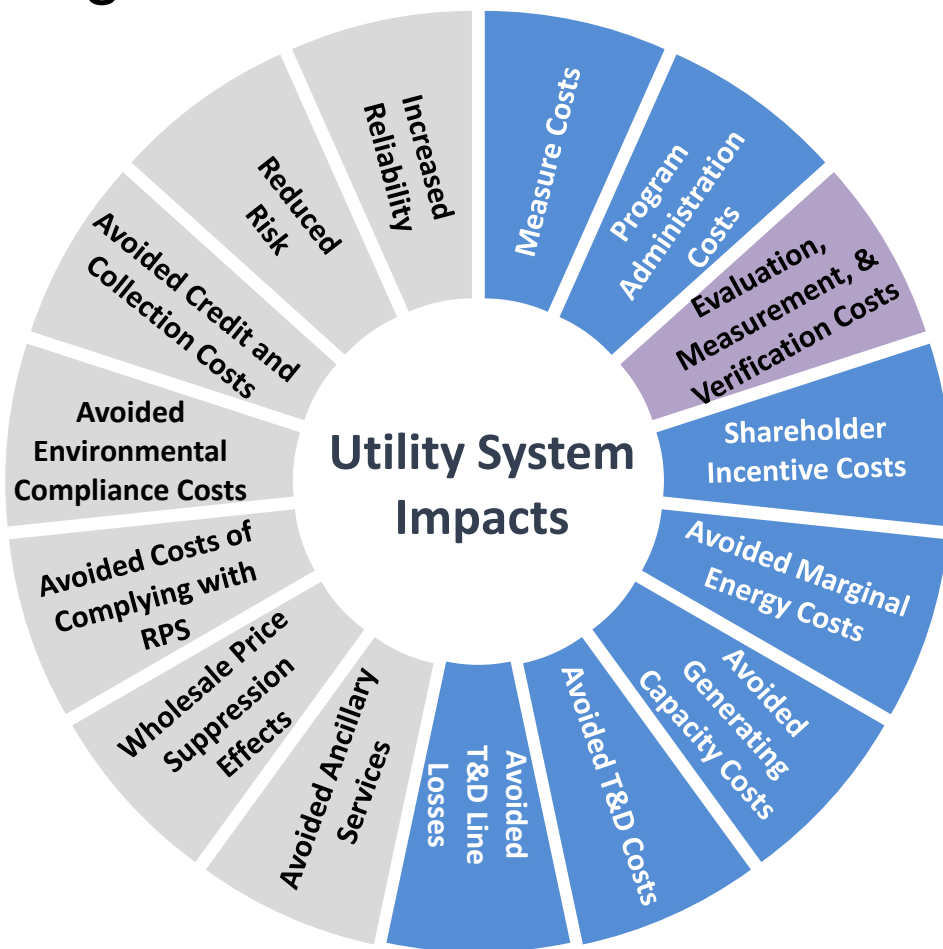 Utility System
Impacts
Measure Costs
Program
Administration
Costs
Evaluation,
Measurement, &
Verification Costs
Shareholder
Incentive Costs
Avoided Marginal
Energy Costs
Avoided
Generating
Capacity Costs
Avoided T&D Costs
Avoided
T&D Line
Losses
Avoided Ancillary
Services
Wholesale Price
Suppression
Effects
Avoided Costs of
Complying with
RPS
Avoided
Environmental
Compliance Costs
Avoided Credit and
Collection Costs
Reduced
Risk
Increased
Reliability